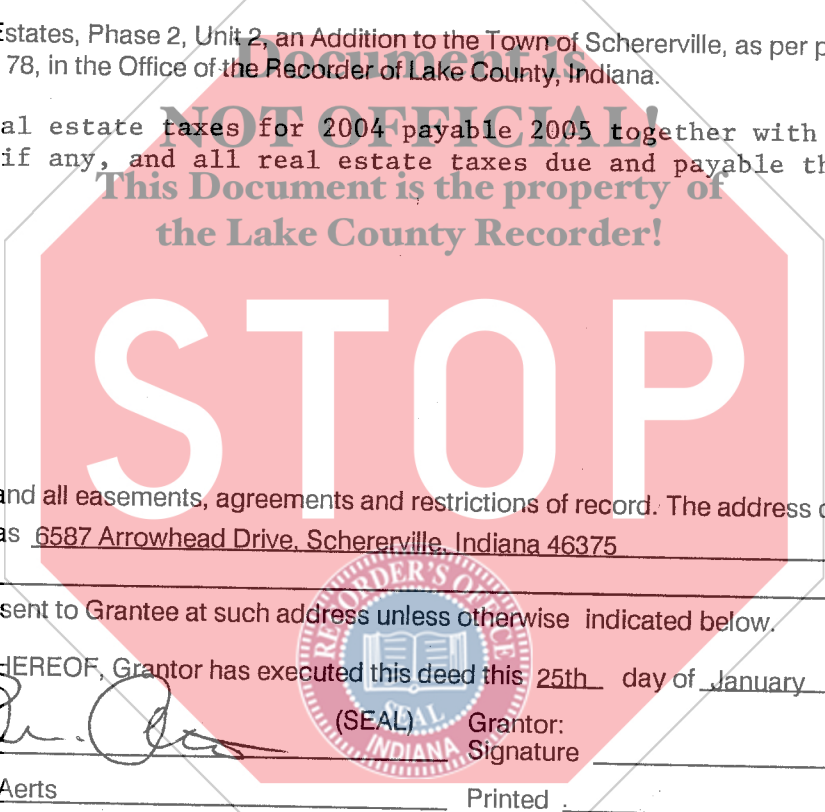 Estates, Phase 2, Unit 2, an Addition to the Town of Schererville, as per p
Document is
78, in the Office of the Recorder of Lake County, Indiana.
NOT OFFICIAL!
al estate taxes for 2004 payable 2005 together with
if any, and all real estate taxes due and payable th
This Document is the property of
the Lake County Recorder!
STOP
and all easements, agreements and restrictions of record. The address o
as 6587 Arrowhead Drive, Schererville, Indiana 46375
RECORDER'S OFFICE
sent to Grantee at such address unless otherwise indicated below.
HEREOF, Grantor has executed this deed this 25th day of January
SEAL
(SEAL) Grantor:
INDIANA
Signature
Aerts Printed